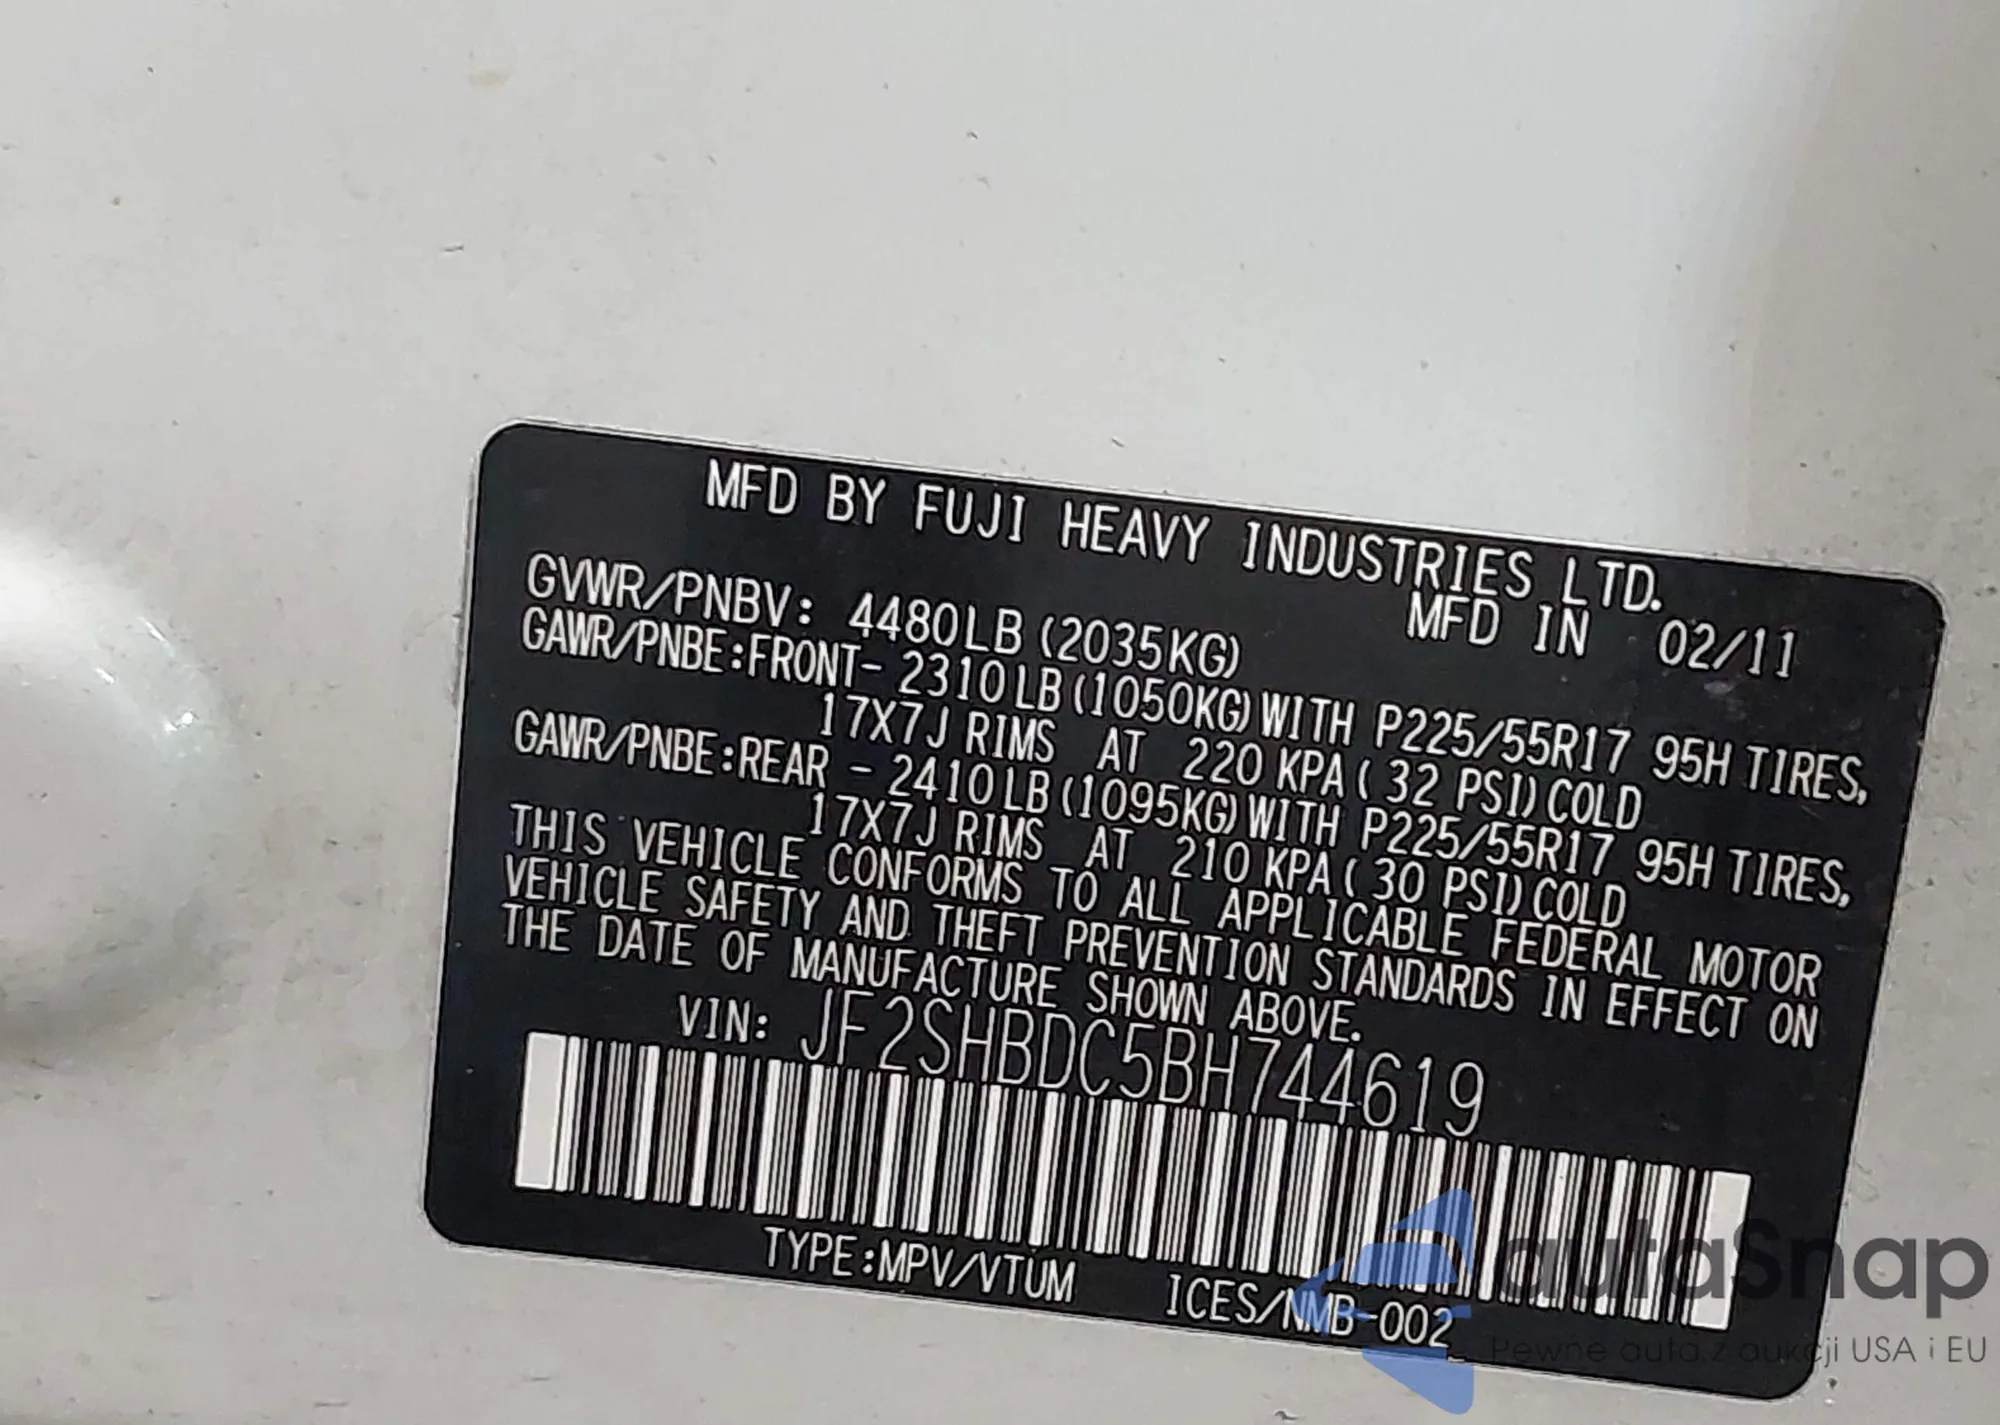 MFD BY FUJI HEAVY INDUSTRIES LTD.
MFD IN 02/11
GVWR/PNBV: 4480LB (2035KG)
GAWR/PNBE:FRONT- 2310LB (1050KG) WITH P225/55R17 95H TIRES,
17X7J RIMS AT 220 KPA ( 32 PSI) COLD
GAWR/PNBE:REAR - 2410LB (1095KG) WITH P225/55R17 95H TIRES,
17X7J RIMS AT 210 KPA ( 30 PSI) COLD
THIS VEHICLE CONFORMS TO ALL APPLICABLE FEDERAL MOTOR
VEHICLE SAFETY AND THEFT PREVENTION STANDARDS IN EFFECT ON
THE DATE OF MANUFACTURE SHOWN ABOVE.
VIN: JF2SHBDC5BH744619
TYPE:MPV/VTUM ICES/NMB-002
autaSnap
Pewne auta z aukcji USA i EU